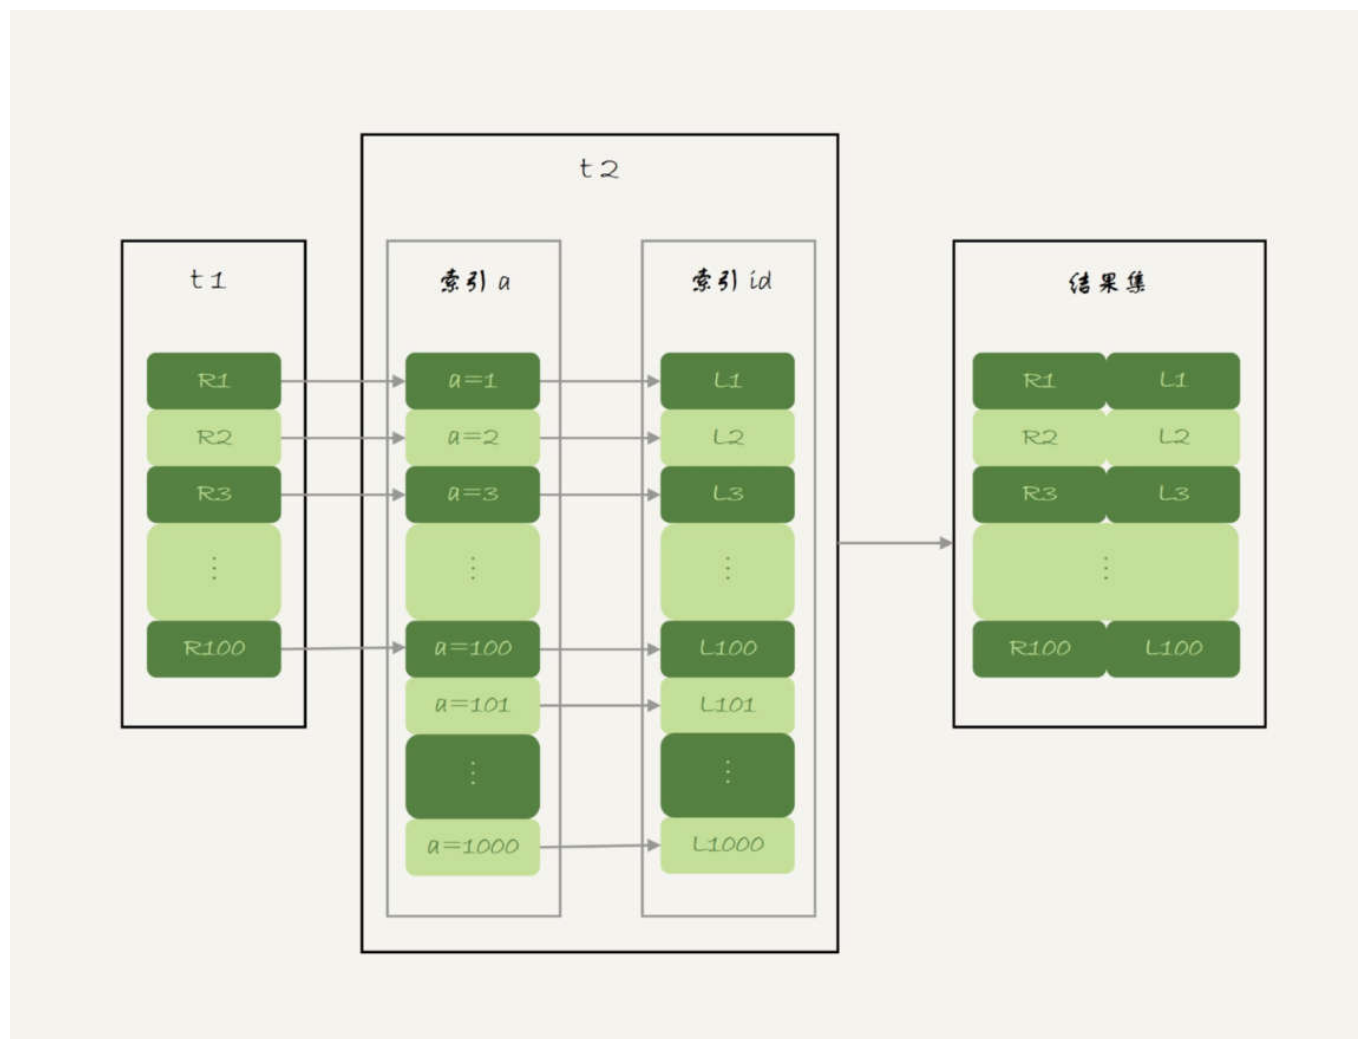 t2
t1
索引 a
索引 id
结果集
R1
a=1
L1
R1
L1
R2
a=2
L2
R2
L2
R3
a=3
L3
R3
L3
⋮
⋮
⋮
⋮
R100
a=100
L100
R100
L100
a=101
L101
⋮
⋮
a=1000
L1000